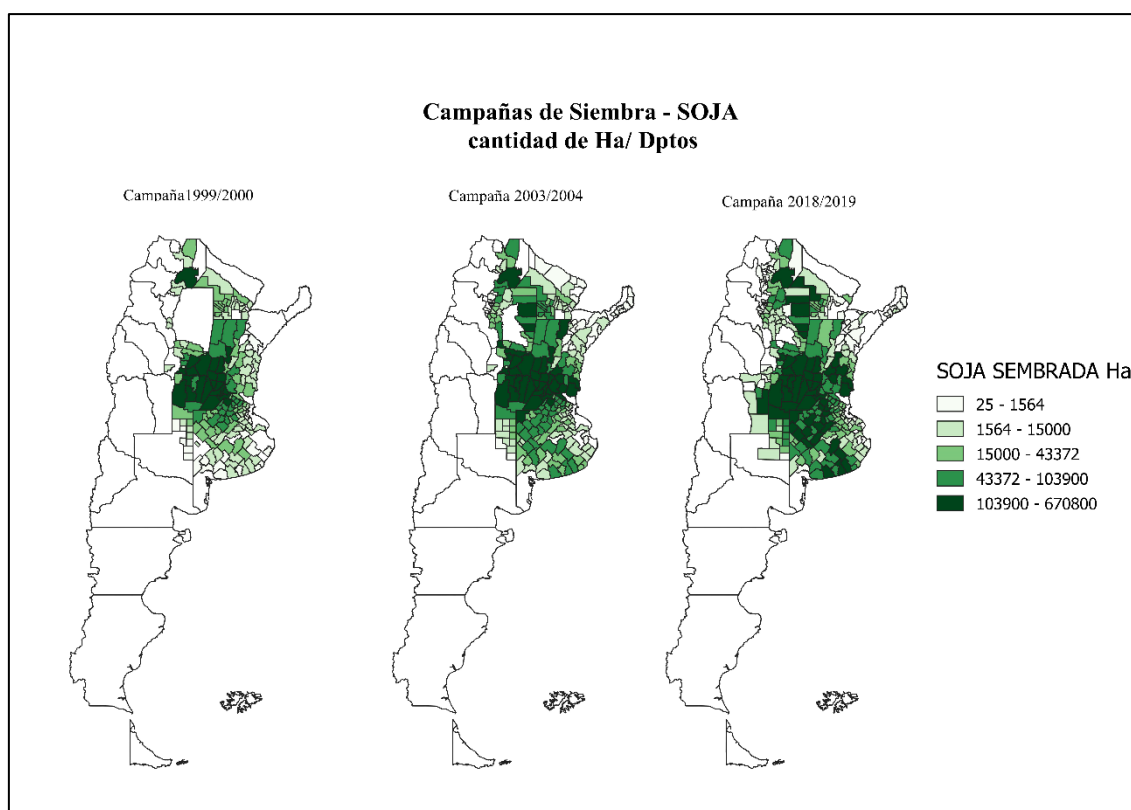 Campañas de Siembra - SOJA
cantidad de Ha/ Dptos
Campaña1999/2000
Campaña 2003/2004
Campaña 2018/2019
SOJA SEMBRADA Ha
25 - 1564
1564 - 15000
15000 - 43372
43372 - 103900
103900 - 670800